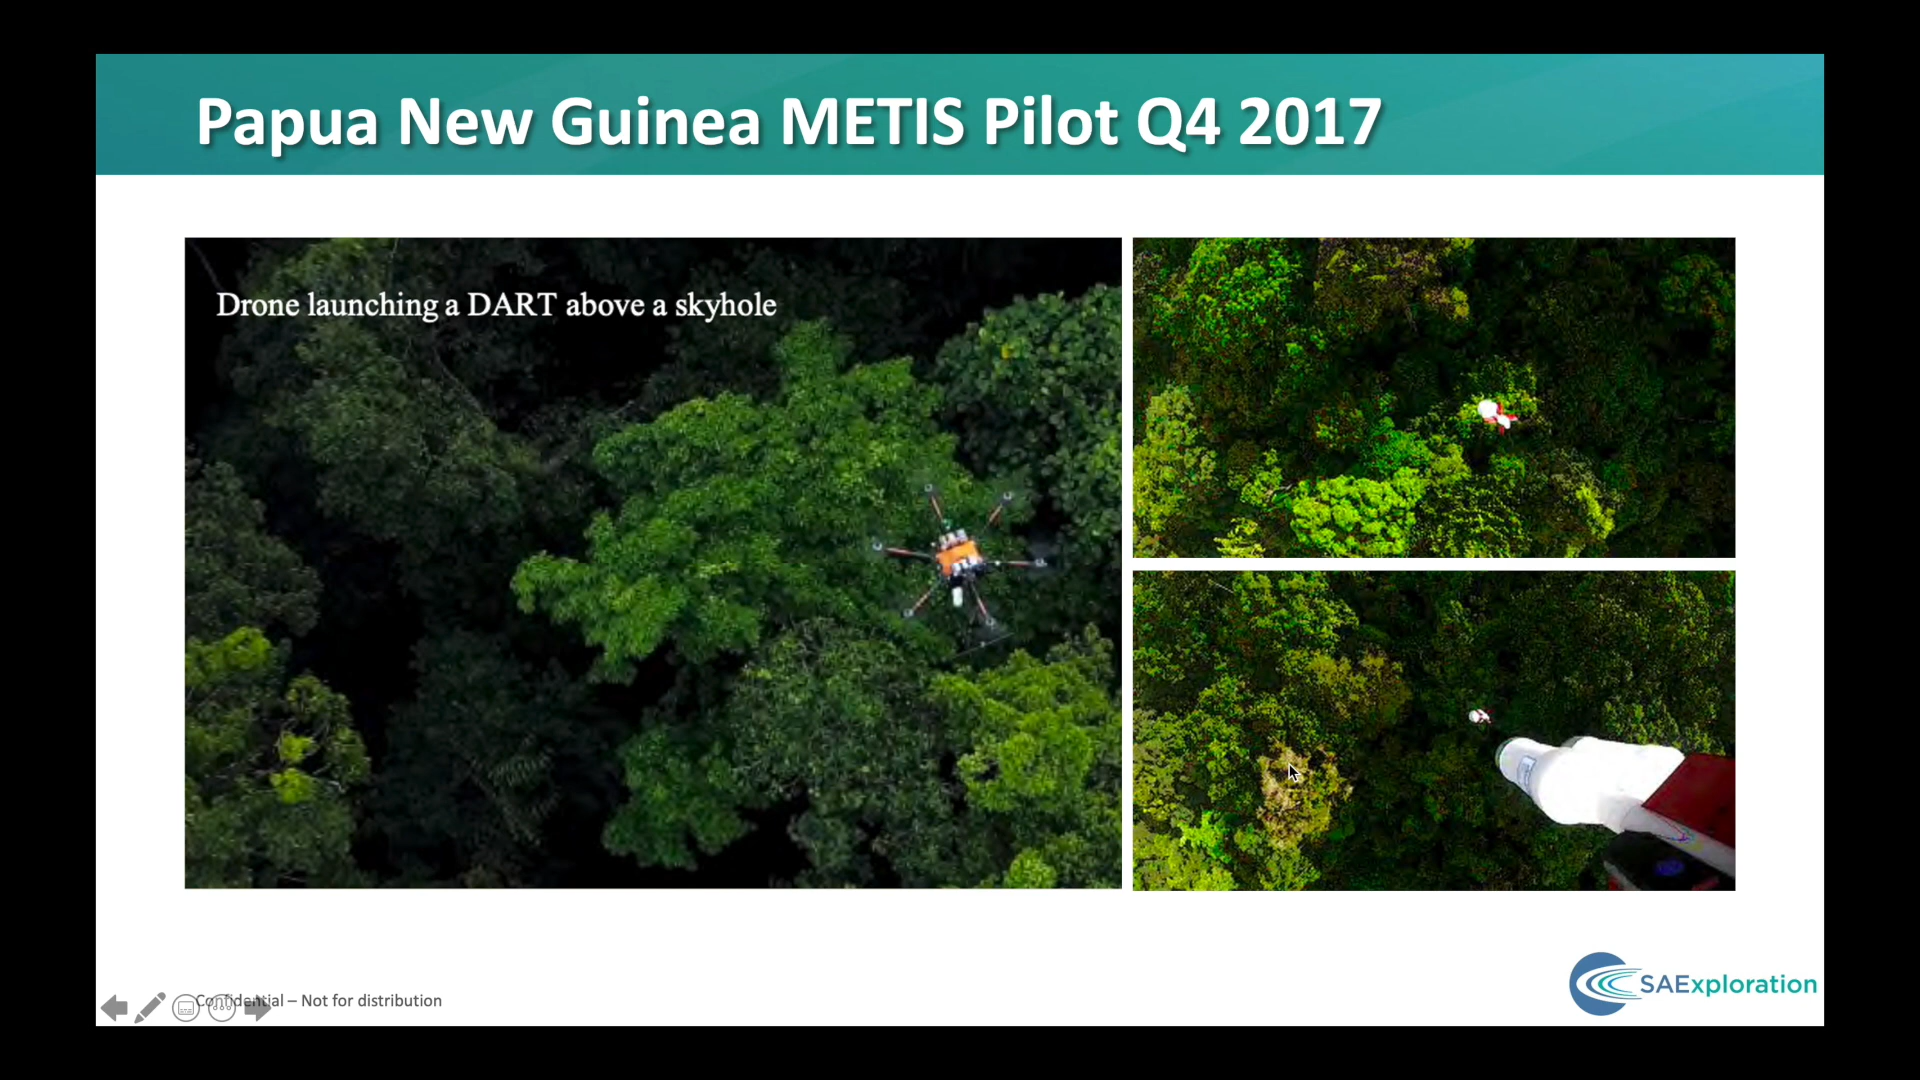 Papua New Guinea METIS Pilot Q4 2017
Drone launching a DART above a skyhole
Confidential – Not for distribution
SAExploration